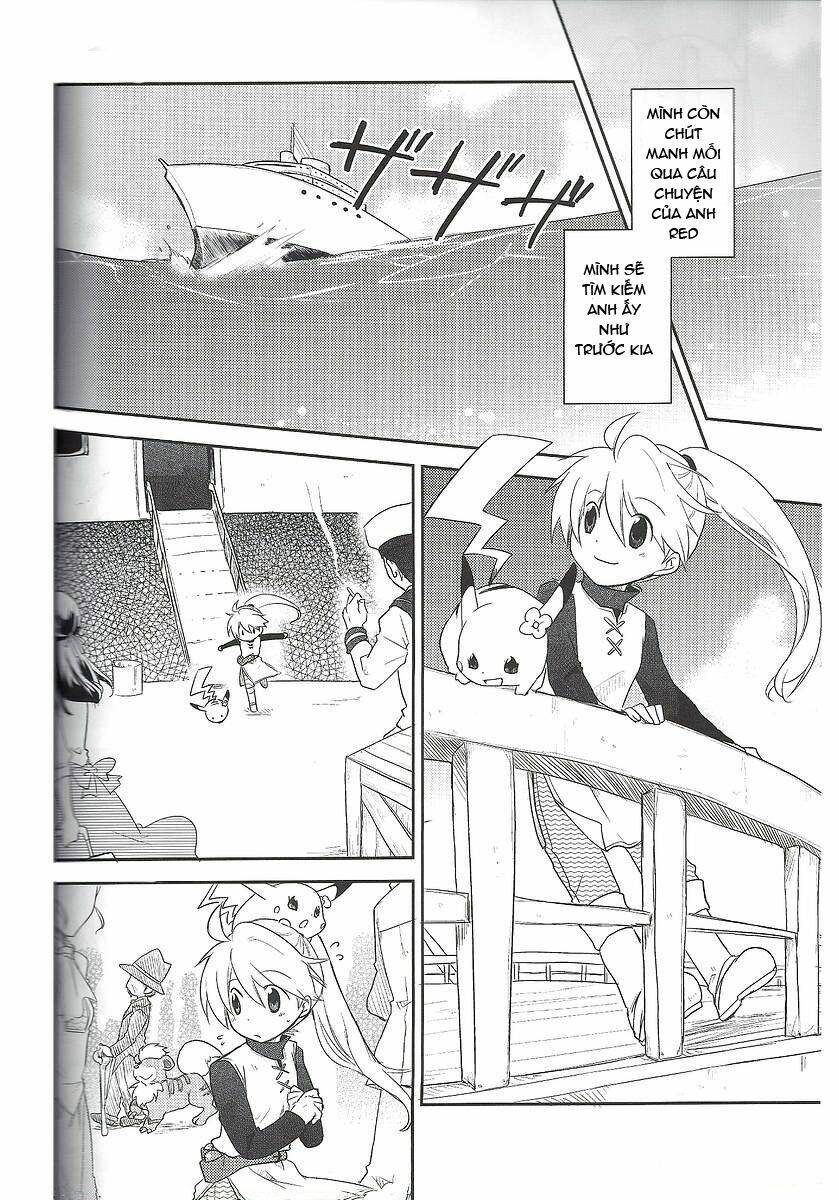 MÌNH CÒN
CHÚT
MANH MỐI
QUA CÂU
CHUYỆN
CỦA ANH
RED
MÌNH SẼ
TÌM KIẾM
ANH ẤY
NHƯ
TRƯỚC KIA
ザザザ